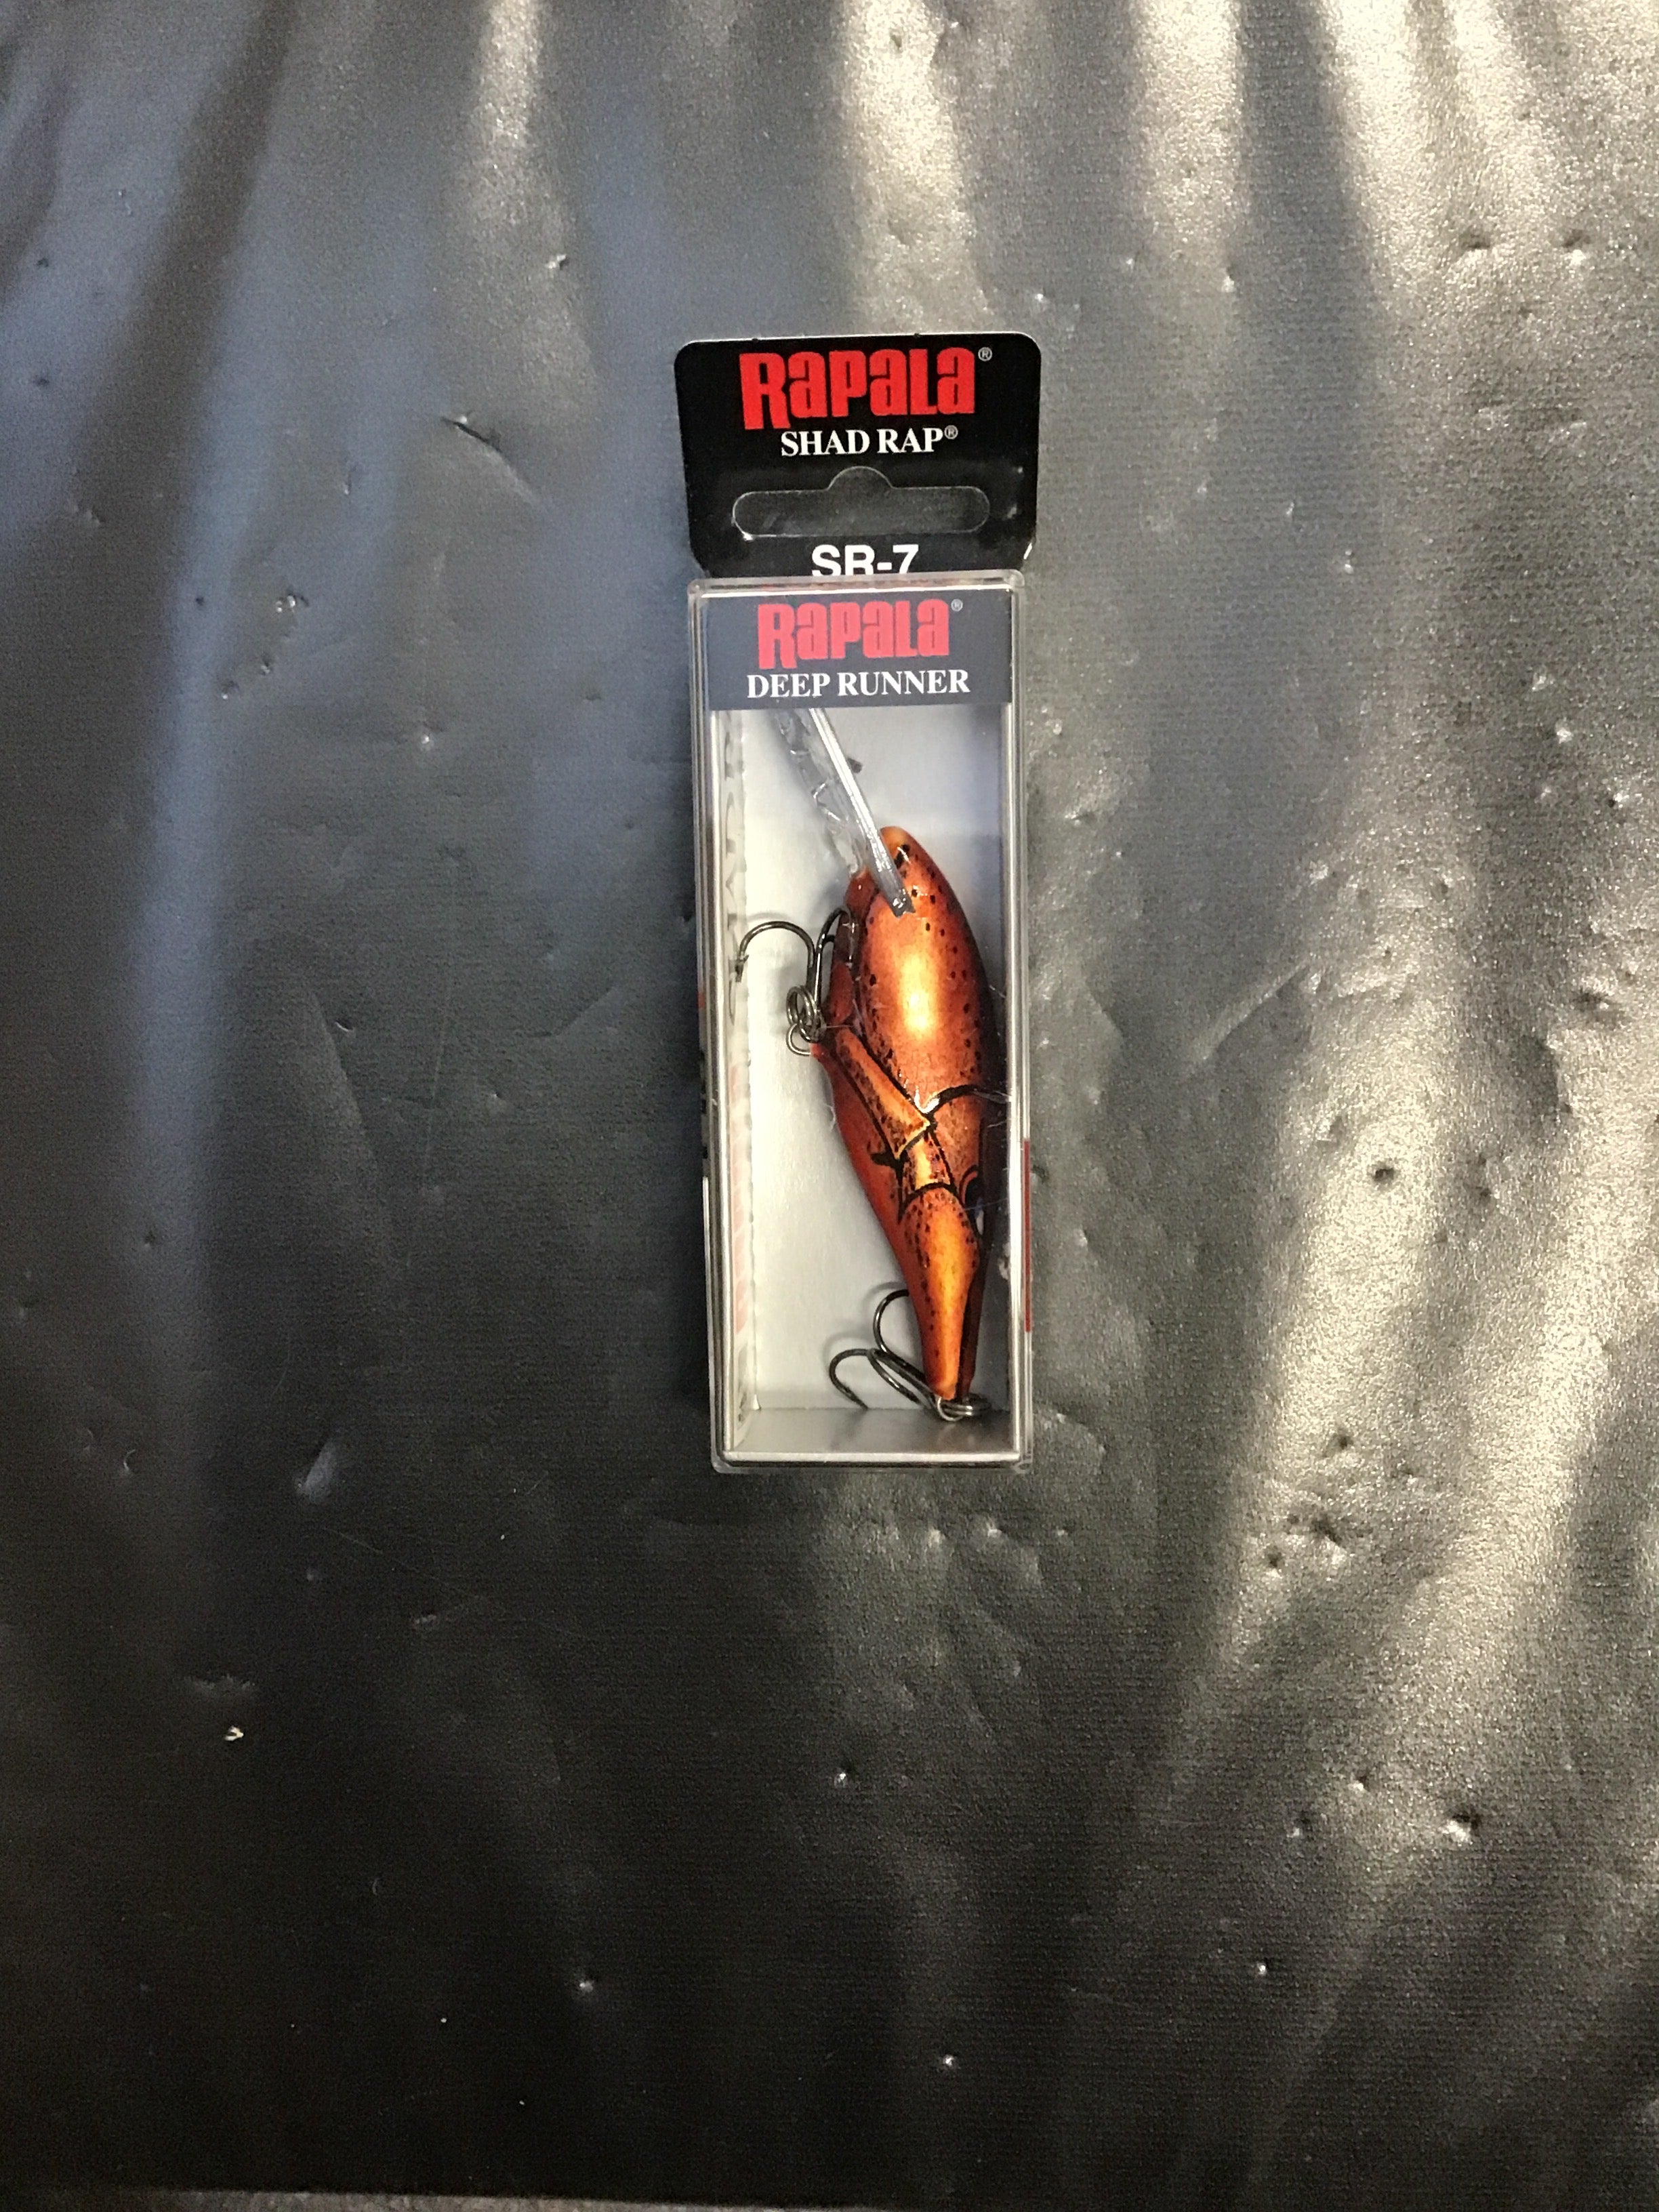 RAPALA®
SHAD RAP®
SR-7
RAPALA®
DEEP RUNNER